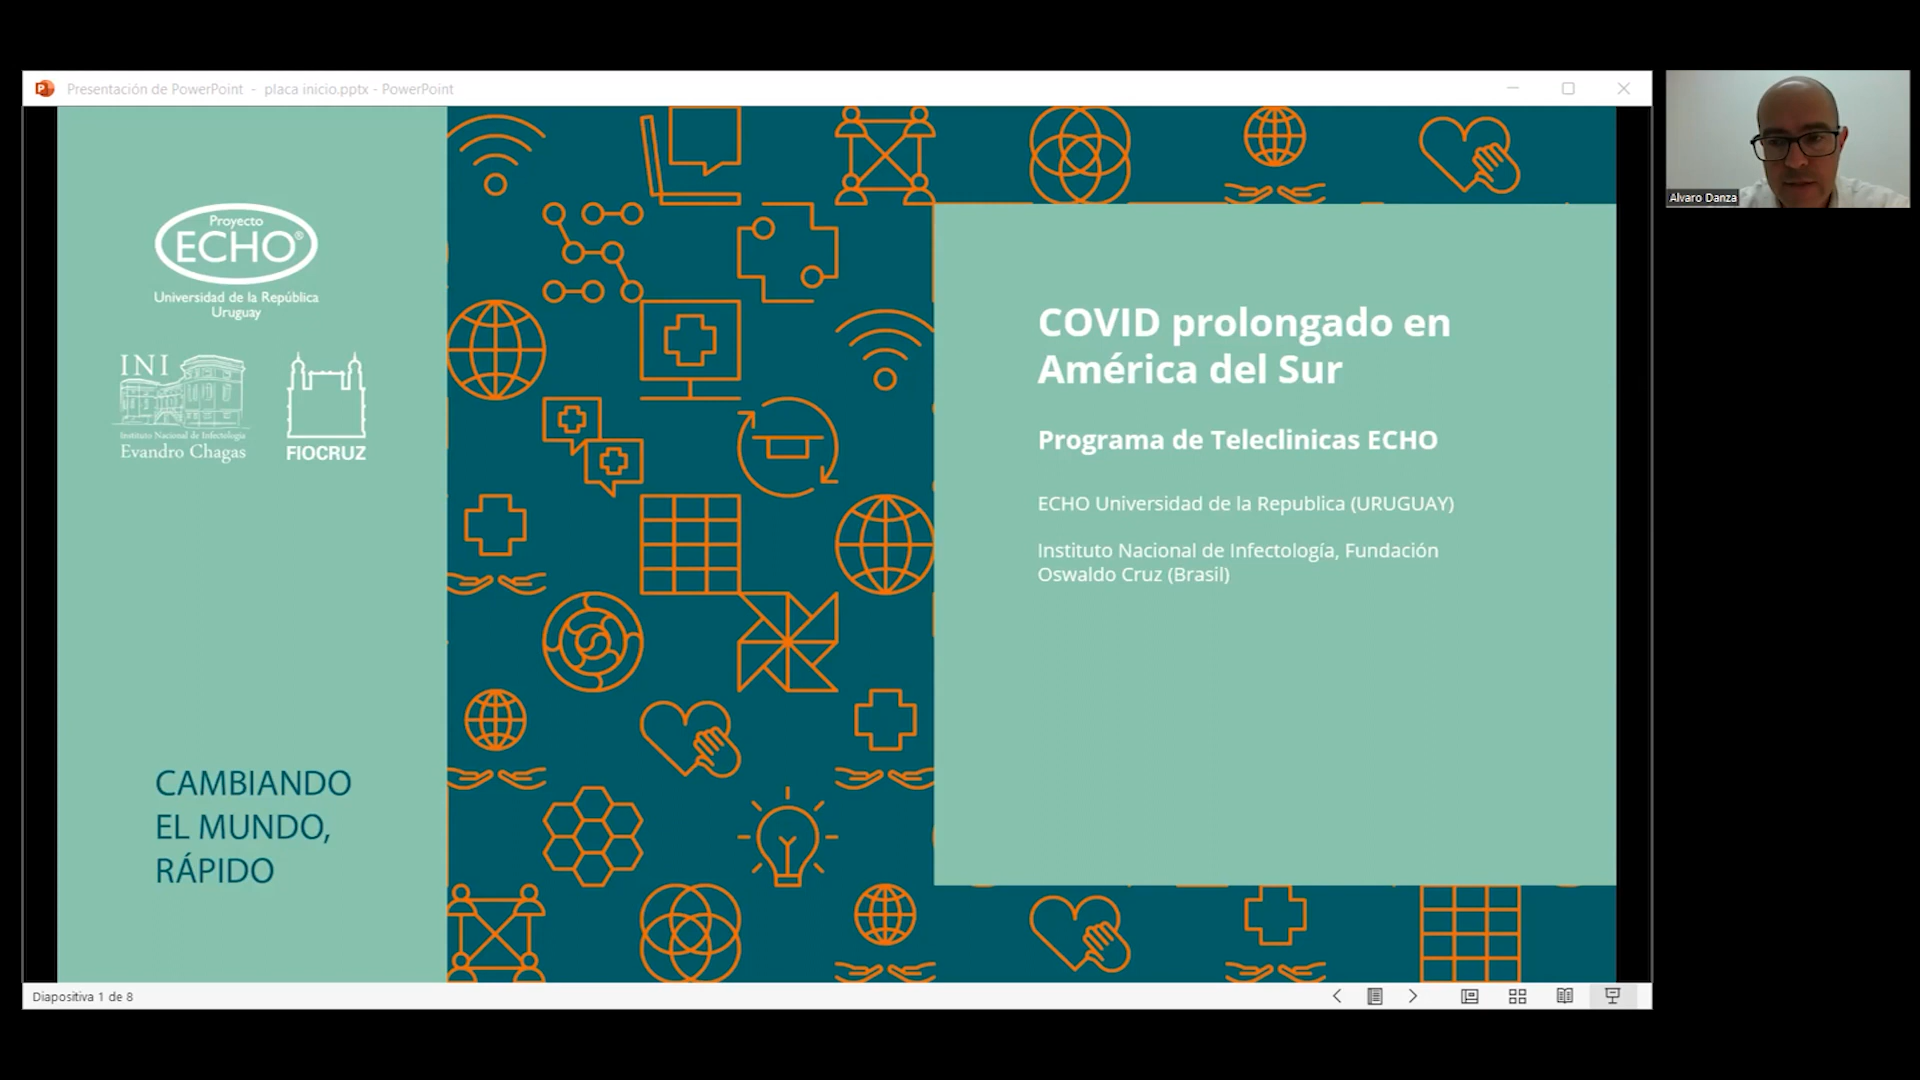 Presentación de PowerPoint - placa inicio.pptx - PowerPoint
Proyecto
ECHO®
Universidad de la República
Uruguay
INI
Instituto Nacional de Infectologia
Evandro Chagas
FIOCRUZ
CAMBIANDO
EL MUNDO,
RÁPIDO
COVID prolongado en
América del Sur
Programa de Teleclinicas ECHO
ECHO Universidad de la Republica (URUGUAY)
Instituto Nacional de Infectología, Fundación
Oswaldo Cruz (Brasil)
Alvaro Danza
Diapositiva 1 de 8